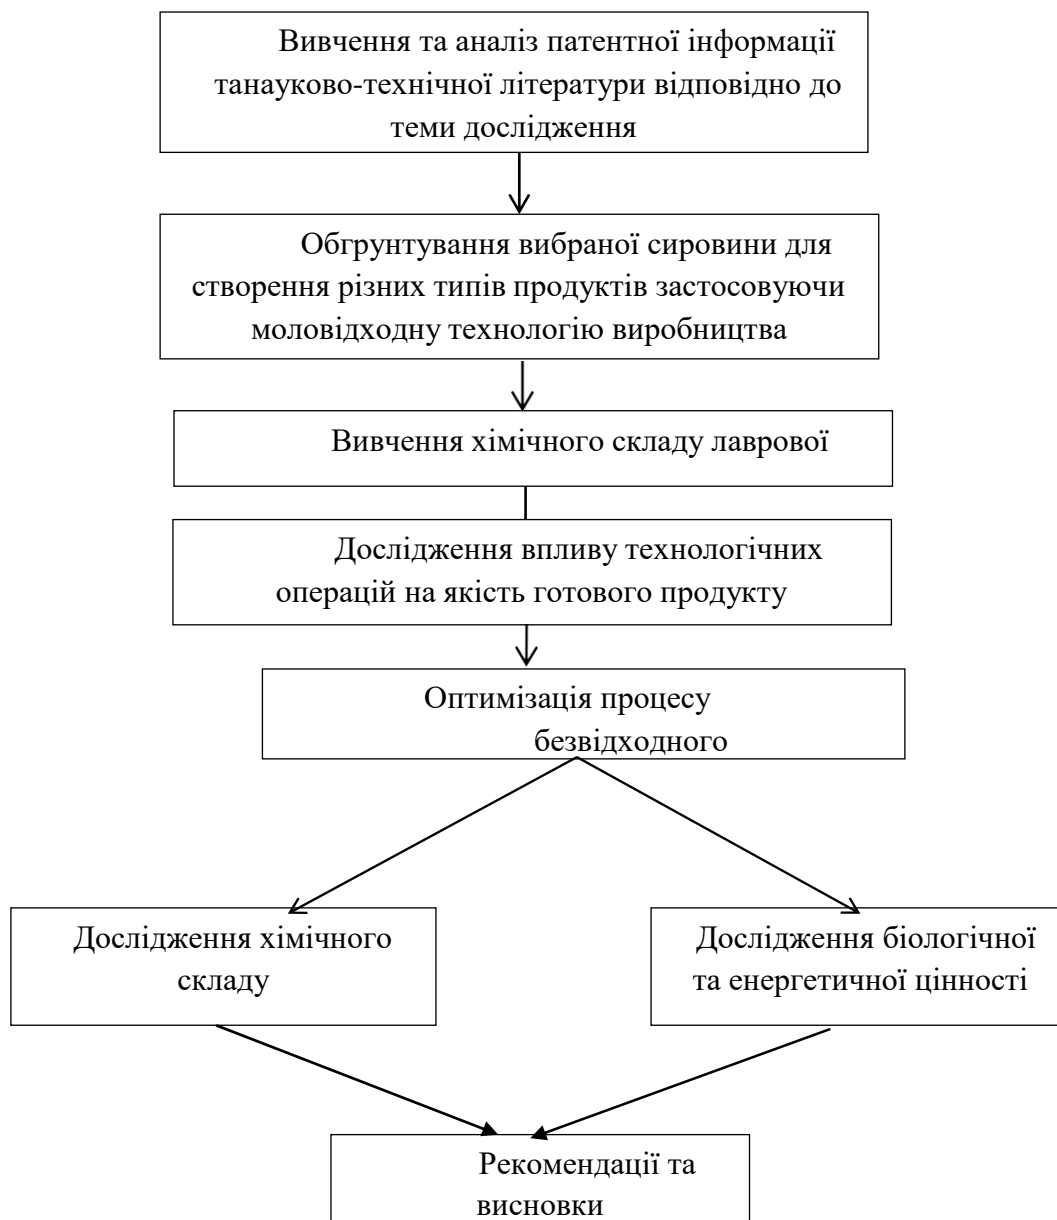 Вивчення та аналіз патентної інформації
танауково-технічної літератури відповідно до
теми дослідження
Обгрунтування вибраної сировини для
створення різних типів продуктів застосовуючи
моловідходну технологію виробництва
Вивчення хімічного складу лаврової
Дослідження впливу технологічних
операцій на якість готового продукту
Оптимізація процесу
безвідходного
Дослідження хімічного
складу
Дослідження біологічної
та енергетичної цінності
Рекомендації та
висновки